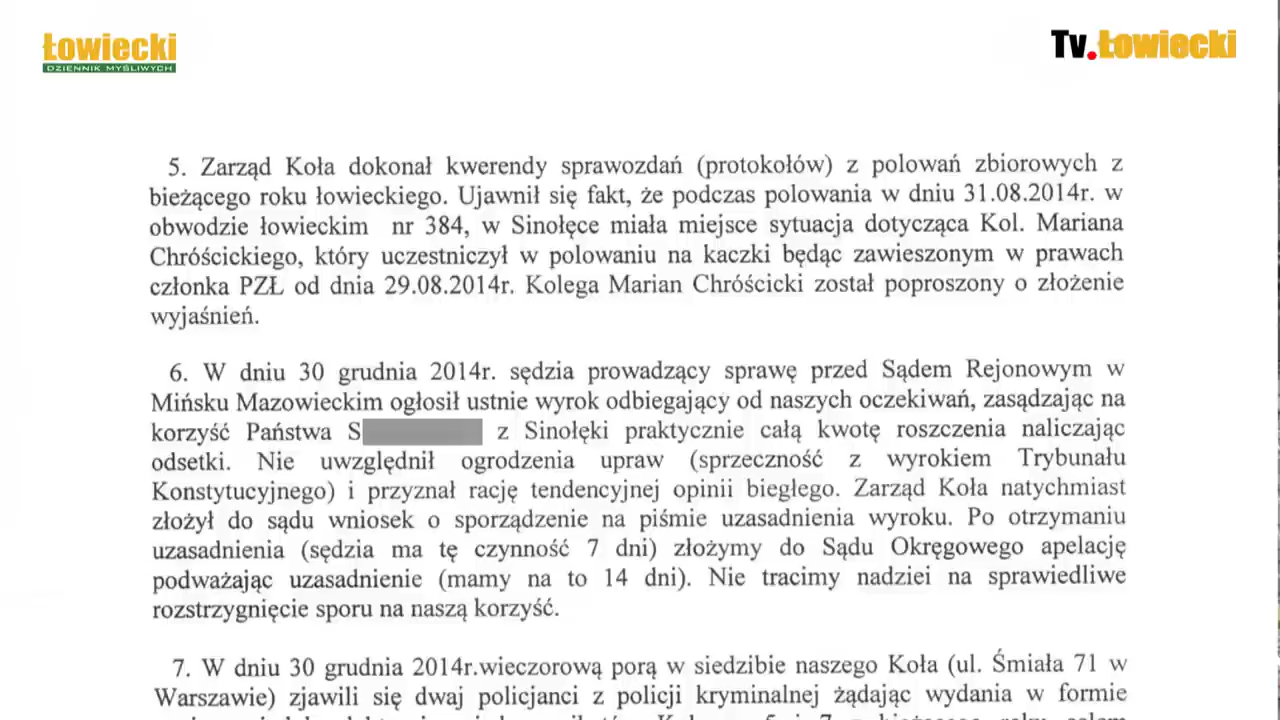 Łowiecki
DZIENNIK MYŚLIWYCH
Tv.Łowiecki
5. Zarząd Koła dokonał kwerendy sprawozdań (protokołów) z polowań zbiorowych z
bieżącego roku łowieckiego. Ujawnił się fakt, że podczas polowania w dniu 31.08.2014r. w
obwodzie łowieckim nr 384, w Sinołęce miała miejsce sytuacja dotycząca Kol. Mariana
Chróścickiego, który uczestniczył w polowaniu na kaczki będąc zawieszonym w prawach
członka PZŁ od dnia 29.08.2014r. Kolega Marian Chróścicki został poproszony o złożenie
wyjaśnień.
6. W dniu 30 grudnia 2014r. sędzia prowadzący sprawę przed Sądem Rejonowym w
Mińsku Mazowieckim ogłosił ustnie wyrok odbiegający od naszych oczekiwań, zasądzając na
korzyść Państwa S z Sinołęki praktycznie całą kwotę roszczenia naliczając
odsetki. Nie uwzględnił ogrodzenia upraw (sprzeczność z wyrokiem Trybunału
Konstytucyjnego) i przyznał rację tendencyjnej opinii biegłego. Zarząd Koła natychmiast
złożył do sądu wniosek o sporządzenie na piśmie uzasadnienia wyroku. Po otrzymaniu
uzasadnienia (sędzia ma tę czynność 7 dni) złożymy do Sądu Okręgowego apelację
podważając uzasadnienie (mamy na to 14 dni). Nie tracimy nadziei na sprawiedliwe
rozstrzygnięcie sporu na naszą korzyść.
7. W dniu 30 grudnia 2014r.wieczorową porą w siedzibie naszego Koła (ul. Śmiała 71 w
Warszawie) zjawili się dwaj policjanci z policji kryminalnej żądając wydania w formie